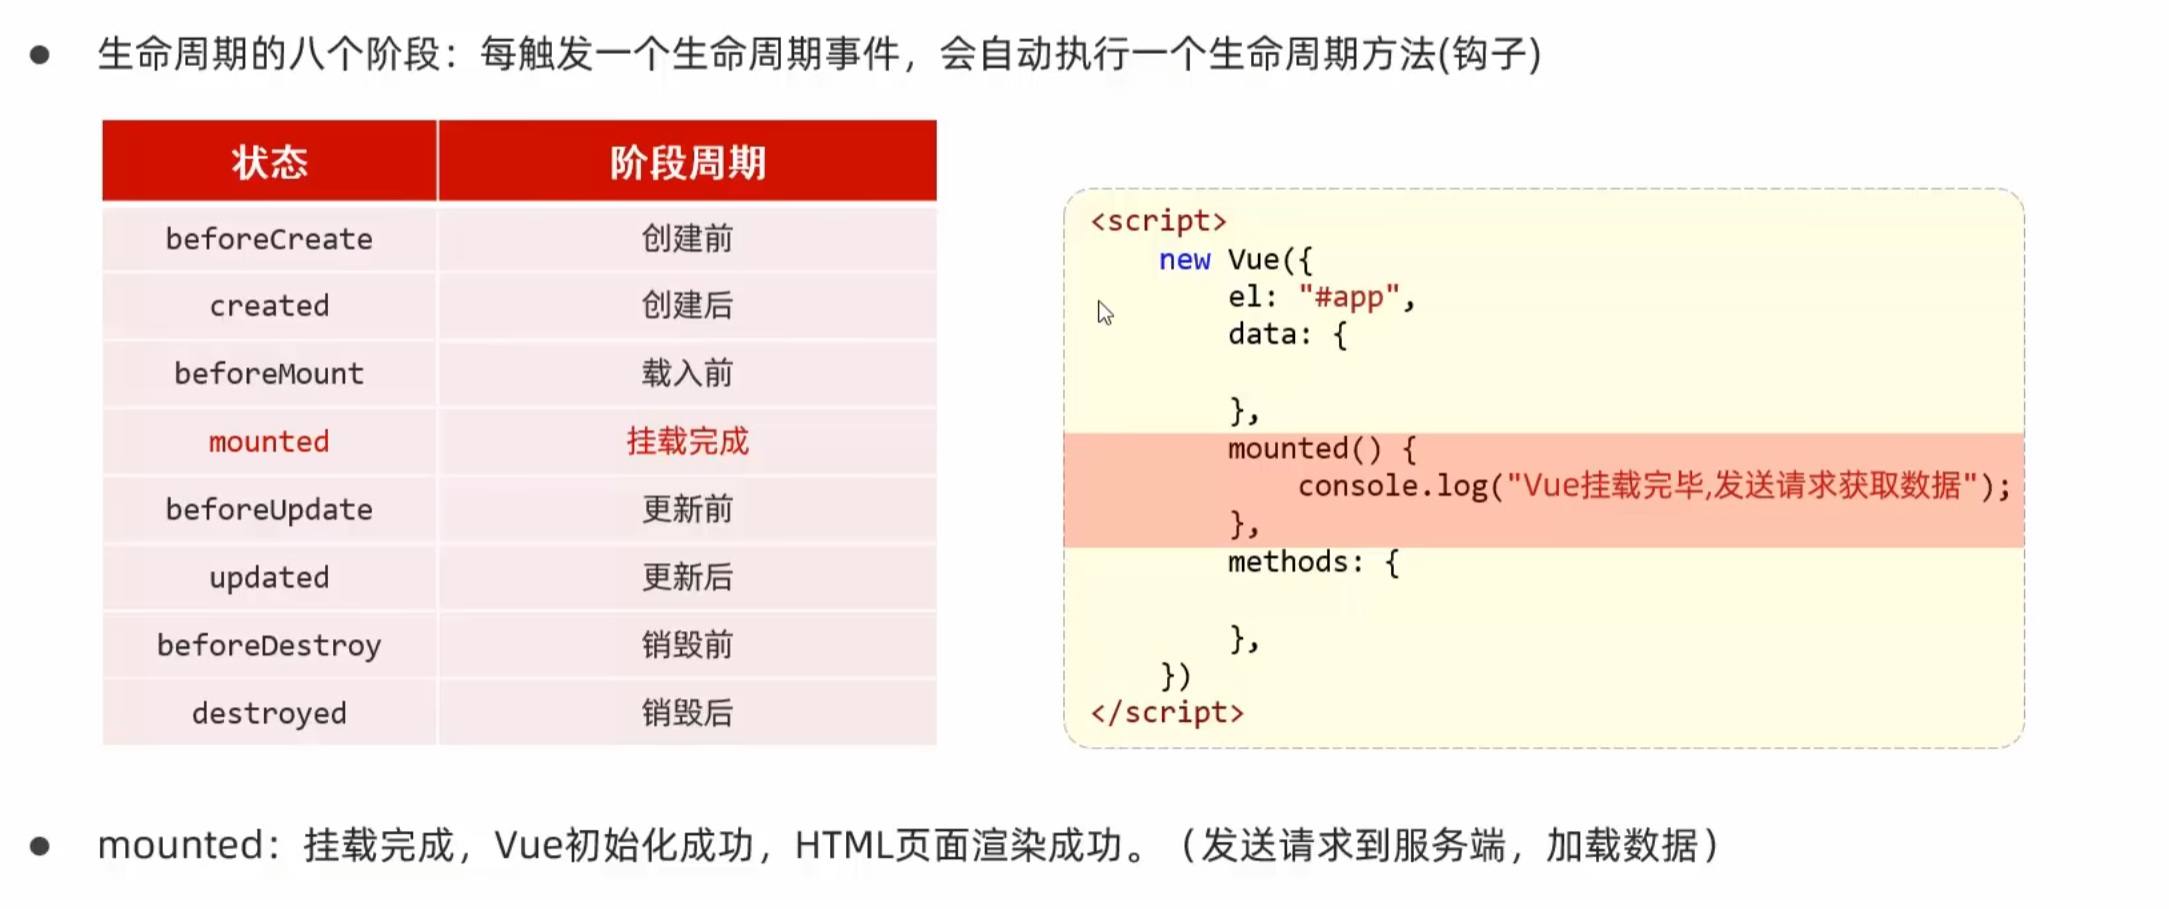 ● 生命周期的八个阶段：每触发一个生命周期事件，会自动执行一个生命周期方法(钩子)
状态 阶段周期
beforeCreate 创建前
created 创建后
beforeMount 载入前
mounted 挂载完成
beforeUpdate 更新前
updated 更新后
beforeDestroy 销毁前
destroyed 销毁后
<script>
    new Vue({
        el: "#app",
        data: {
        },
        mounted() {
            console.log("Vue挂载完毕,发送请求获取数据");
        },
        methods: {
        },
    })
</script>
● mounted：挂载完成，Vue初始化成功，HTML页面渲染成功。（发送请求到服务端，加载数据）